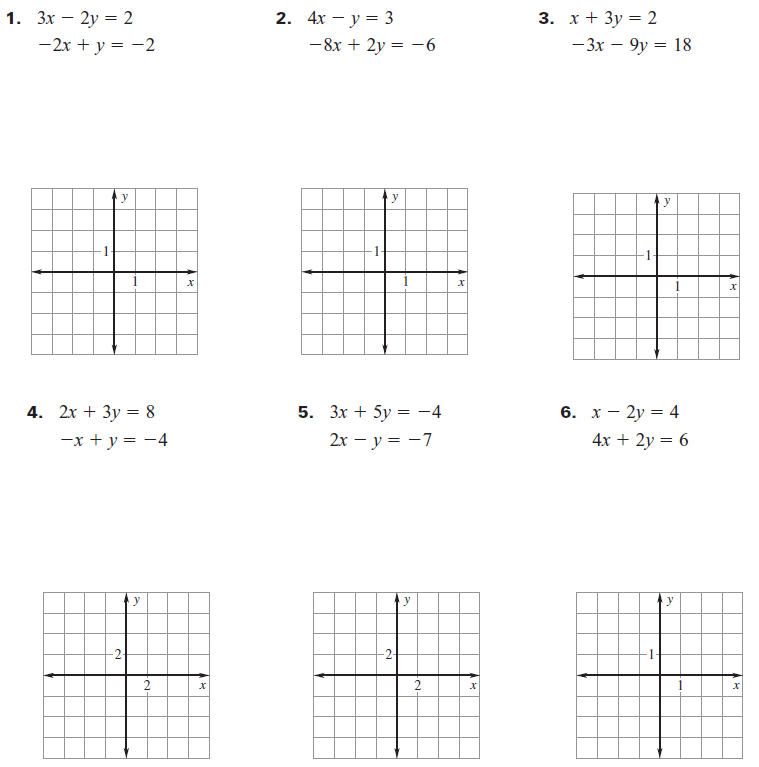 1. 3x − 2y = 2
−2x + y = −2
2. 4x − y = 3
−8x + 2y = −6
3. x + 3y = 2
−3x − 9y = 18
y
1
1
x
y
1
1
x
y
1
1
x
4. 2x + 3y = 8
−x + y = −4
5. 3x + 5y = −4
2x − y = −7
6. x − 2y = 4
4x + 2y = 6
y
2
2
x
y
2
2
x
y
1
1
x